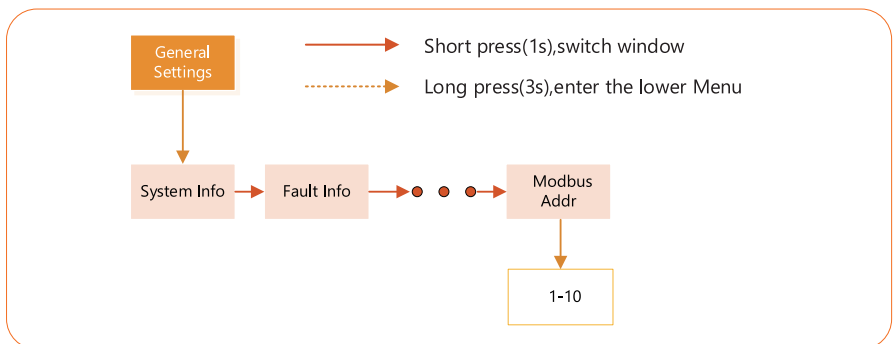 General
Settings
Short press(1s),switch window
Long press(3s),enter the lower Menu
System Info
Fault Info
Modbus
Addr
1-10